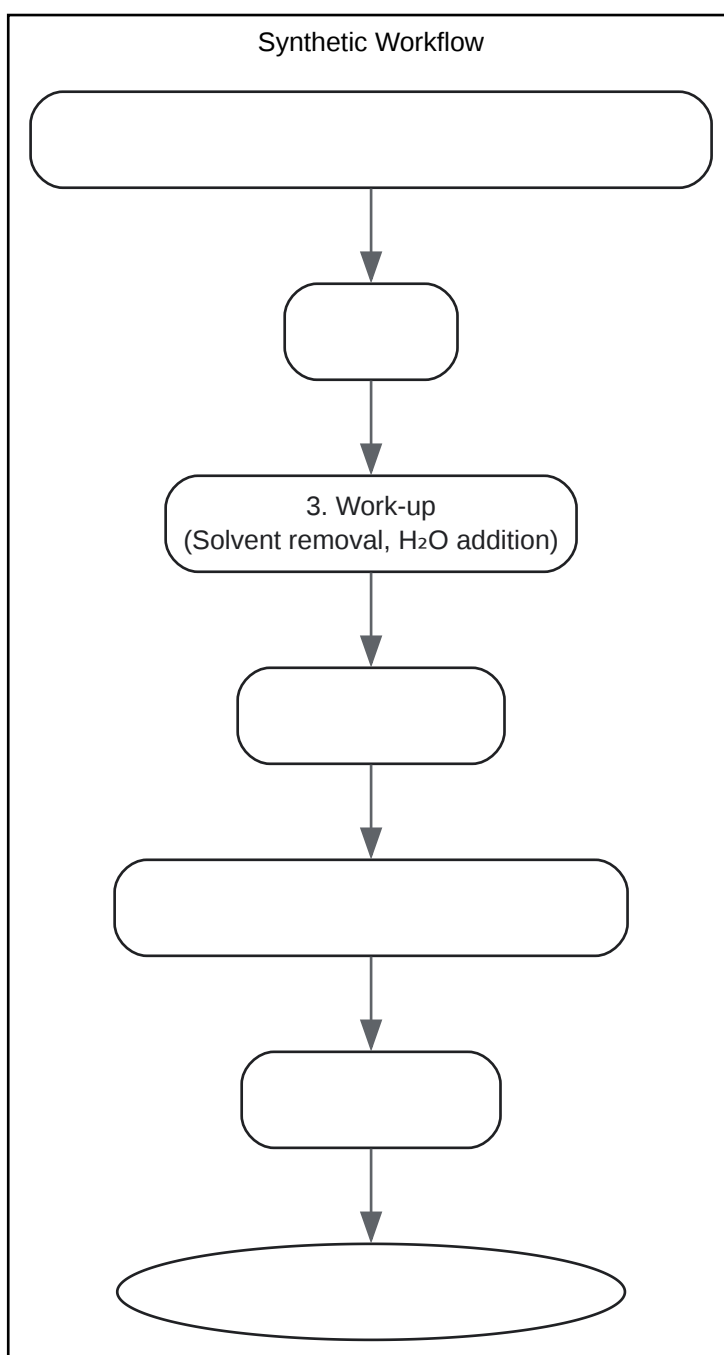 Synthetic Workflow
3. Work-up
(Solvent removal, H₂O addition)